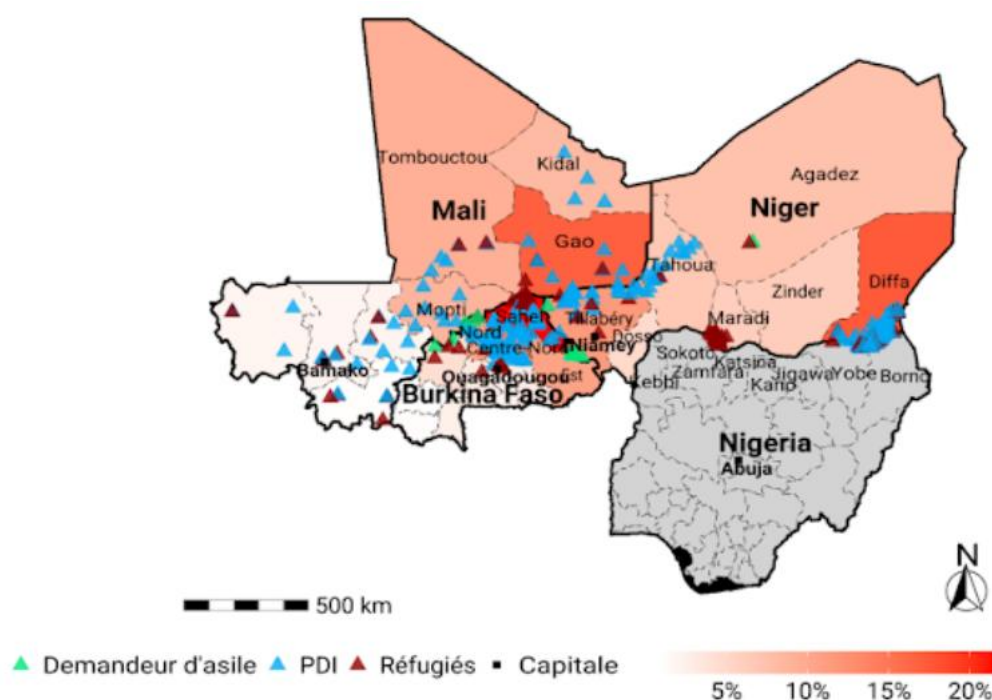 Tombouctou
Kidal
Agadez
Mali
Niger
Gao
Tahoua
Diffa
Zinder
Mopti
Sahel
Tillabéry
Maradi
Nord
Dosso
Centre-Nord
Niamey
Sokoto
Katsina
Bamako
Zamfara
Jigawa
Yobe
Borno
Ouagadougou
Est
Kebbi
Kano
Burkina Faso
Nigeria
Abuja
N
500 km
Demandeur d'asile PDI Réfugiés Capitale
5% 10% 15% 20%